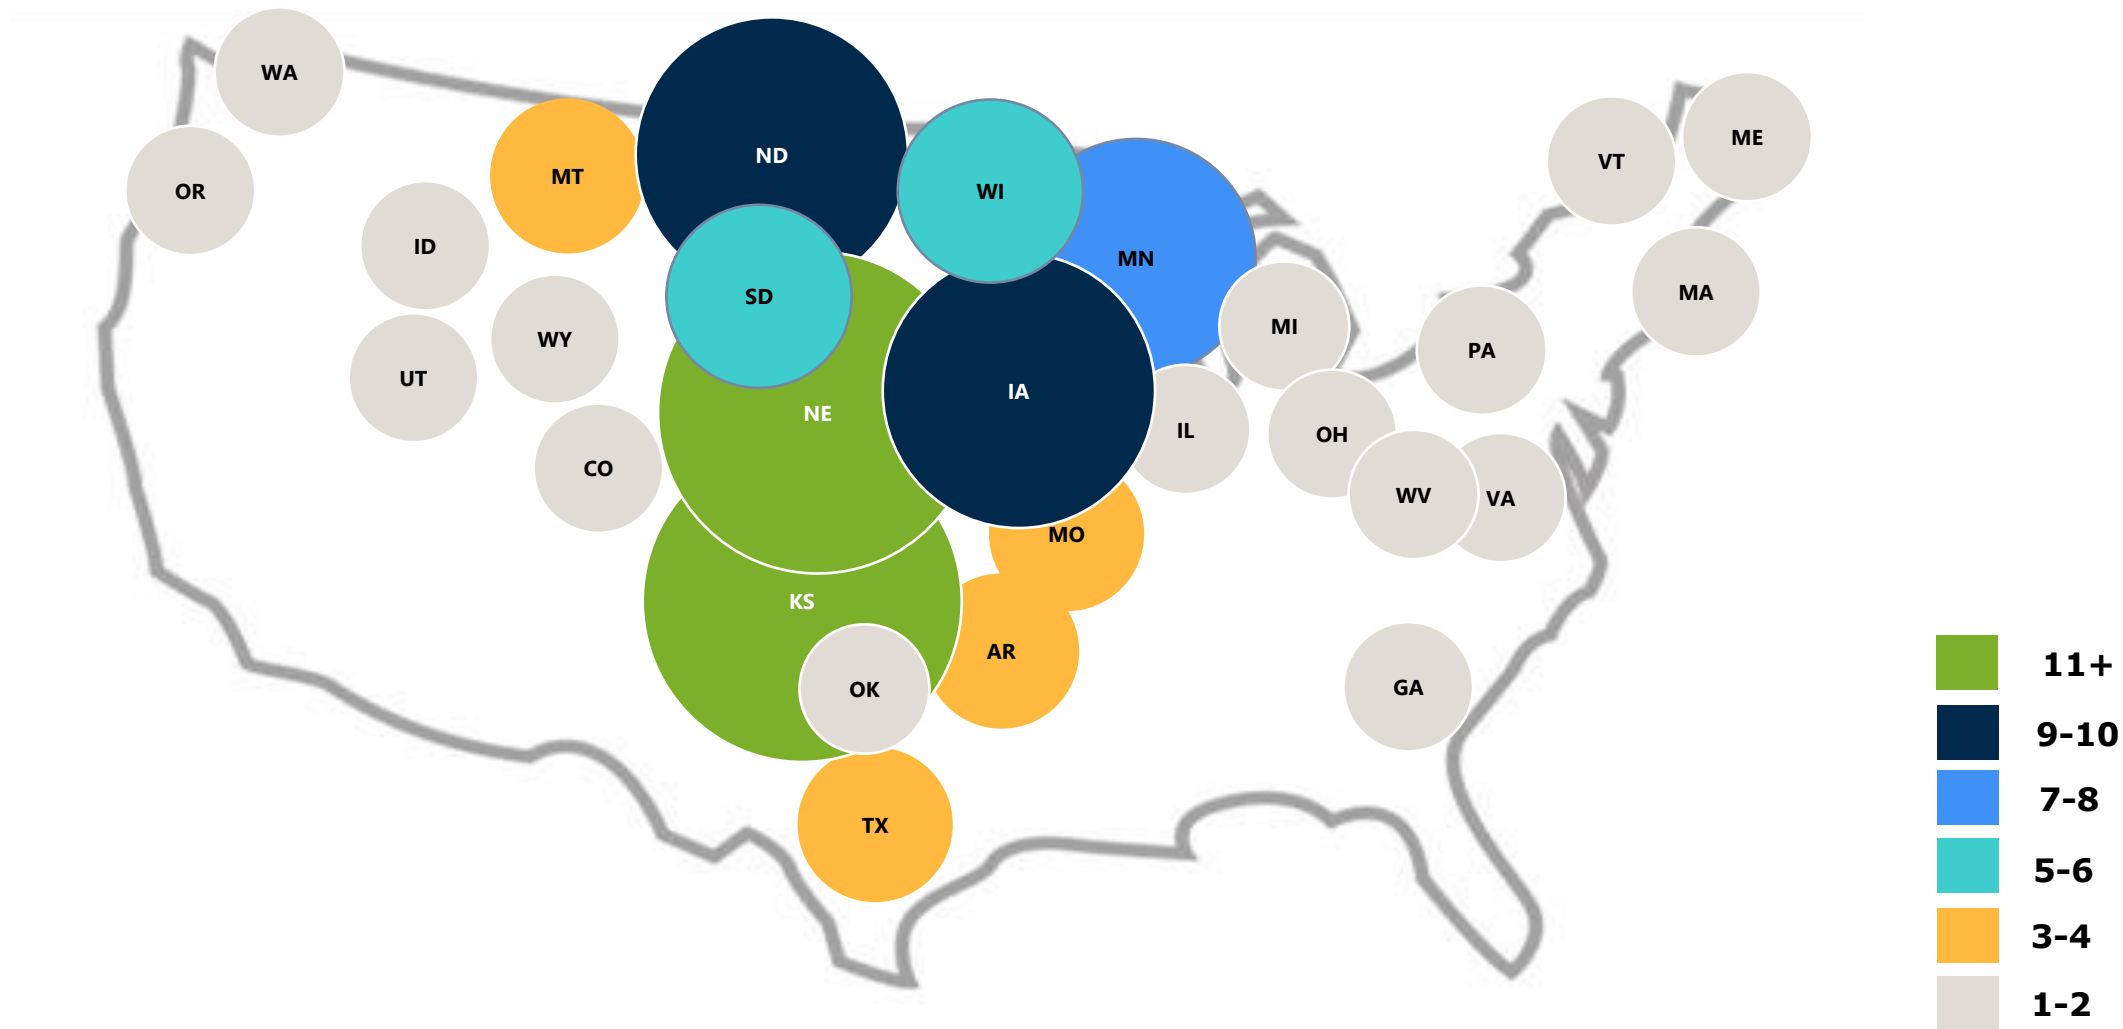 WA
ME
ND
VT
MT
OR
WI
ID
MN
MA
SD
MI
WY
PA
UT
IA
NE
IL
OH
CO
WV
VA
MO
KS
AR
GA
OK
TX
11+
9-10
7-8
5-6
3-4
1-2